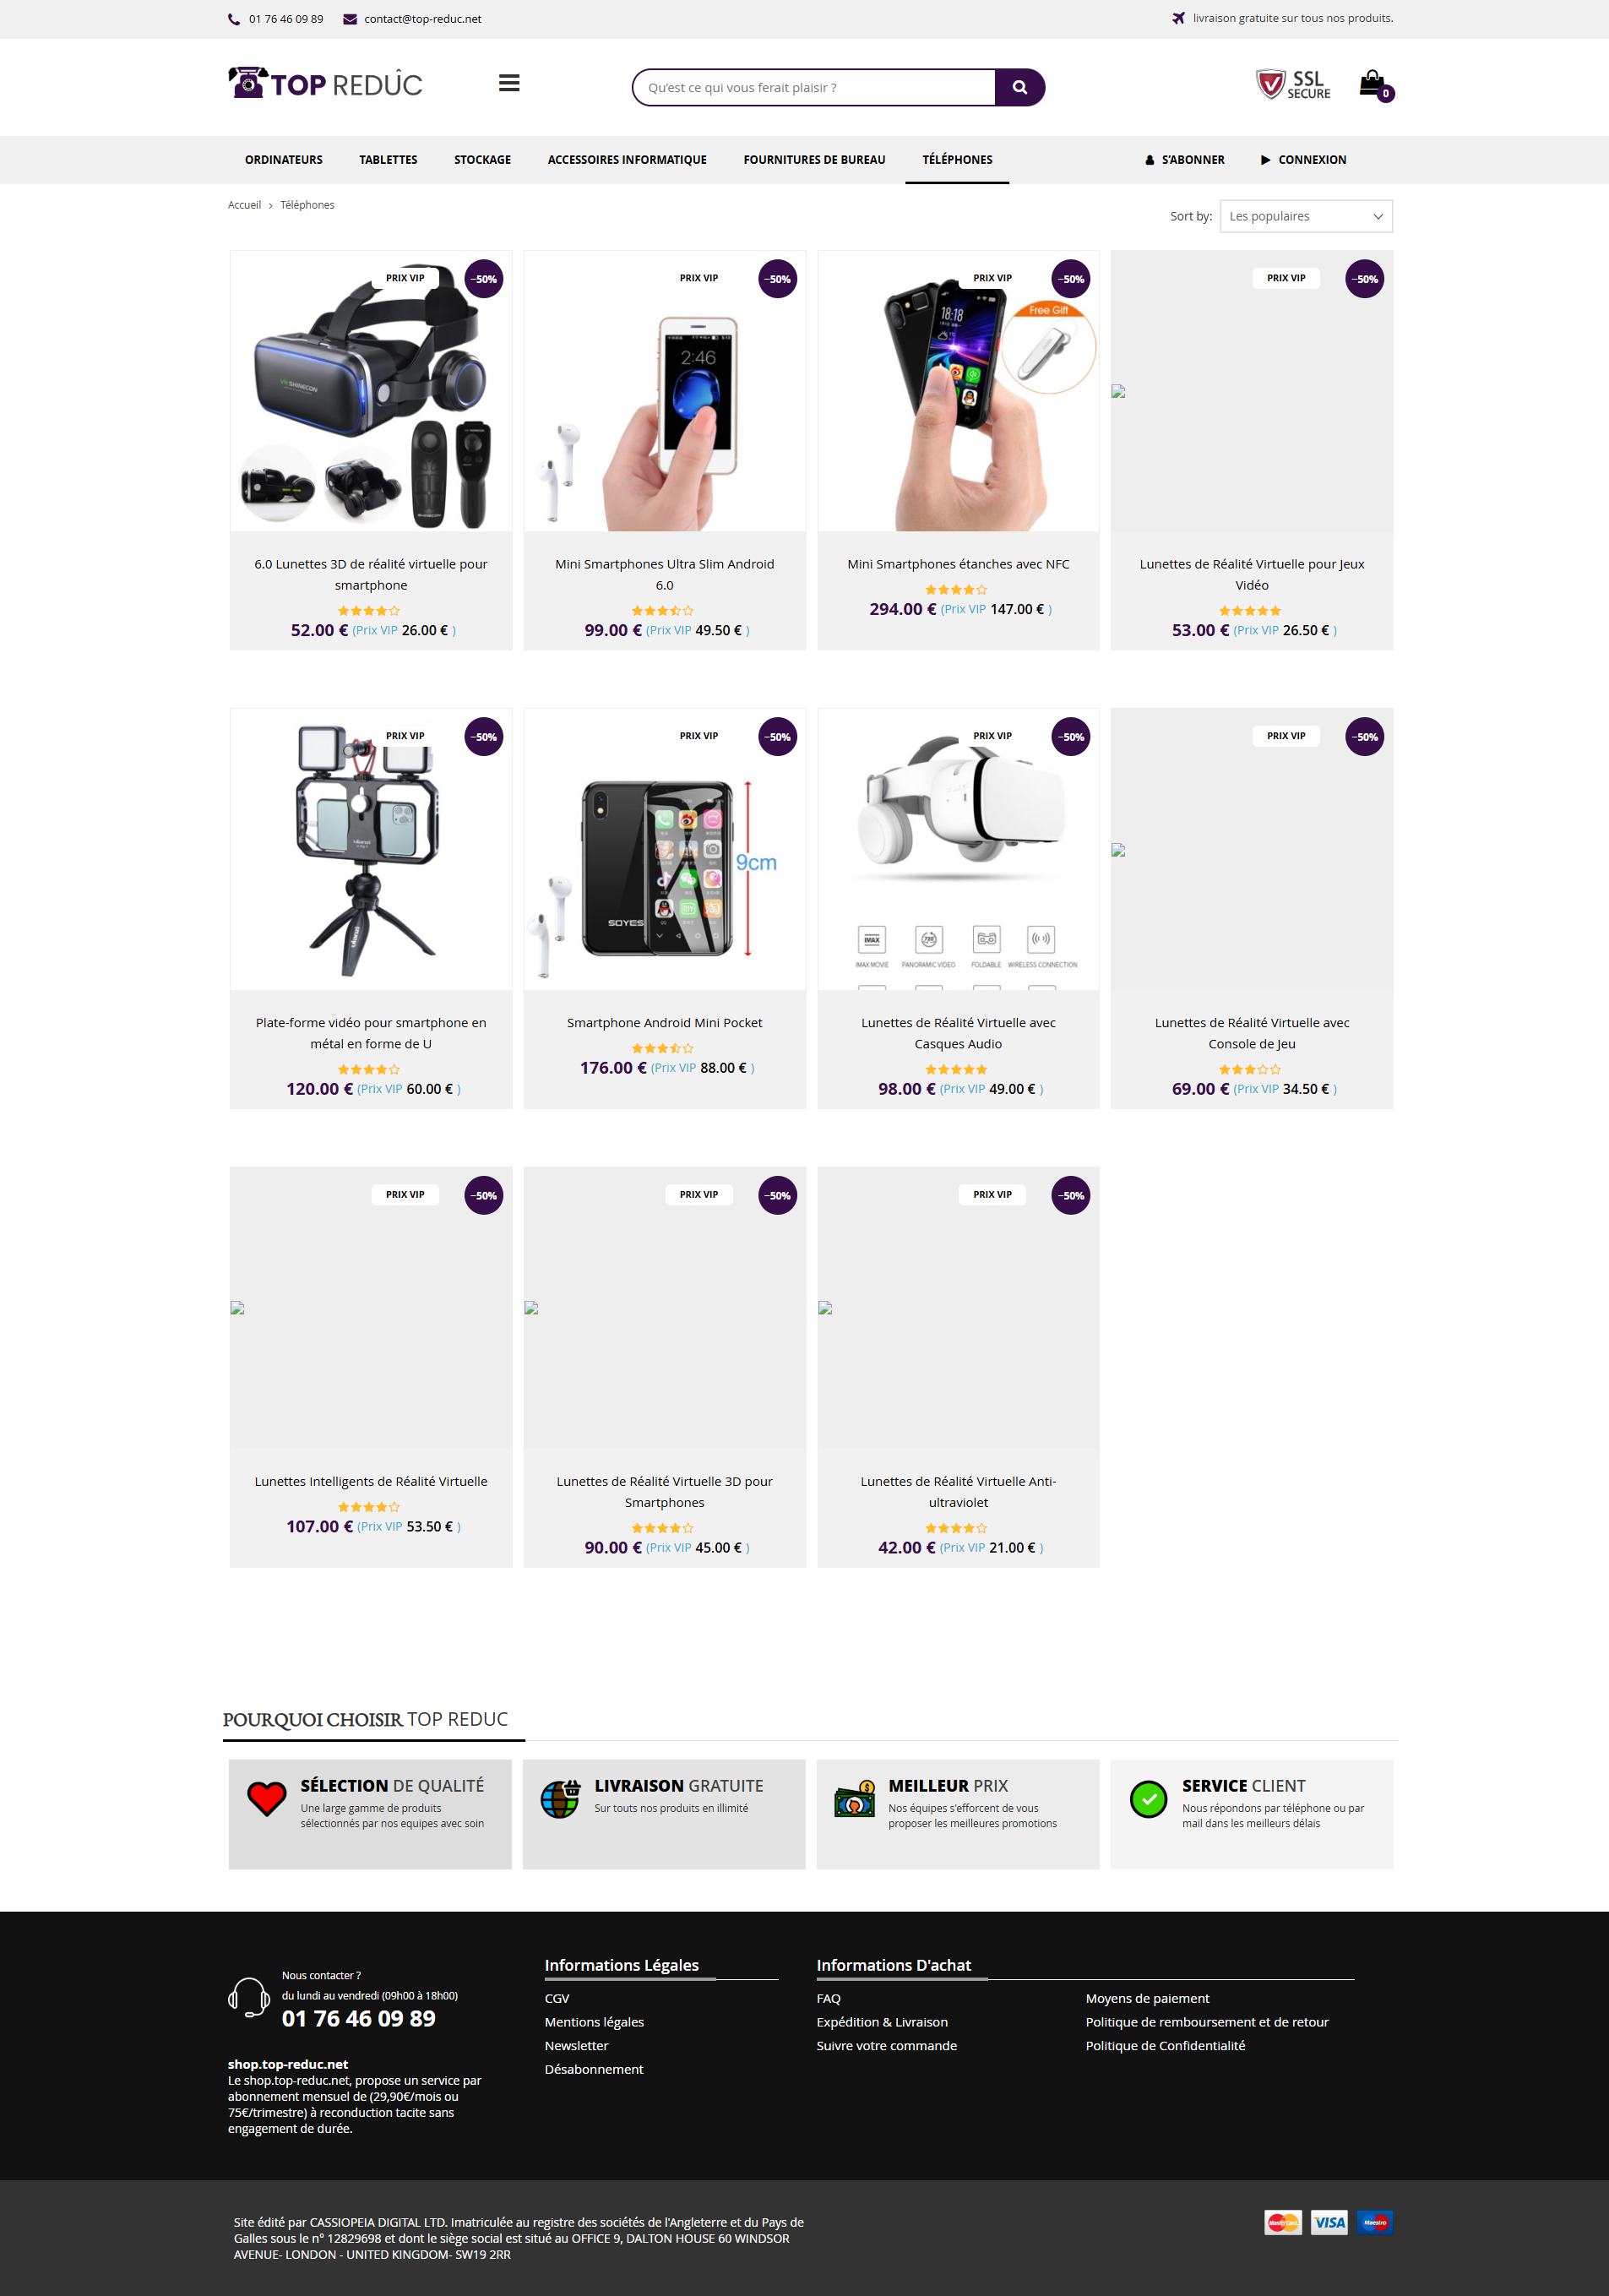 01 76 46 09 89 contact@top-reduc.net livraison gratuite sur tous nos produits.
TOP REDUC Qu'est ce qui vous ferait plaisir ? SSL SECURE 0
ORDINATEURS TABLETTES STOCKAGE ACCESSOIRES INFORMATIQUE FOURNITURES DE BUREAU TÉLÉPHONES S'ABONNER CONNEXION
Accueil > Téléphones Sort by: Les populaires
PRIX VIP -50% PRIX VIP -50% PRIX VIP -50% PRIX VIP -50%
VR SHINECON
2:46
18:18
Free Gift
6.0 Lunettes 3D de réalité virtuelle pour
smartphone
52.00 € (Prix VIP 26.00 € )
Mini Smartphones Ultra Slim Android
6.0
99.00 € (Prix VIP 49.50 € )
Mini Smartphones étanches avec NFC
294.00 € (Prix VIP 147.00 € )
Lunettes de Réalité Virtuelle pour Jeux
Vidéo
53.00 € (Prix VIP 26.50 € )
PRIX VIP -50% PRIX VIP -50% PRIX VIP -50% PRIX VIP -50%
9cm
SOYES
IMAX
IMAX MOVIE PANORAMIC VIDEO FOLDABLE WIRELESS CONNECTION
Plate-forme vidéo pour smartphone en
métal en forme de U
120.00 € (Prix VIP 60.00 € )
Smartphone Android Mini Pocket
176.00 € (Prix VIP 88.00 € )
Lunettes de Réalité Virtuelle avec
Casques Audio
98.00 € (Prix VIP 49.00 € )
Lunettes de Réalité Virtuelle avec
Console de Jeu
69.00 € (Prix VIP 34.50 € )
PRIX VIP -50% PRIX VIP -50% PRIX VIP -50%
Lunettes Intelligents de Réalité Virtuelle
107.00 € (Prix VIP 53.50 € )
Lunettes de Réalité Virtuelle 3D pour
Smartphones
90.00 € (Prix VIP 45.00 € )
Lunettes de Réalité Virtuelle Anti-
ultraviolet
42.00 € (Prix VIP 21.00 € )
POURQUOI CHOISIR TOP REDUC
SÉLECTION DE QUALITÉ
Une large gamme de produits
sélectionnés par nos equipes avec soin
LIVRAISON GRATUITE
Sur touts nos produits en illimité
MEILLEUR PRIX
Nos équipes s'efforcent de vous
proposer les meilleures promotions
SERVICE CLIENT
Nous répondons par téléphone ou par
mail dans les meilleurs délais
Nous contacter ?
du lundi au vendredi (09h00 à 18h00)
01 76 46 09 89
shop.top-reduc.net
Le shop.top-reduc.net, propose un service par
abonnement mensuel de (29,90€/mois ou
75€/trimestre) à reconduction tacite sans
engagement de durée.
Informations Légales
CGV
Mentions légales
Newsletter
Désabonnement
Informations D'achat
FAQ
Expédition & Livraison
Suivre votre commande
Moyens de paiement
Politique de remboursement et de retour
Politique de Confidentialité
Site édité par CASSIOPEIA DIGITAL LTD. Imatriculée au registre des sociétés de l'Angleterre et du Pays de
Galles sous le n° 12829698 et dont le siège social est situé au OFFICE 9, DALTON HOUSE 60 WINDSOR
AVENUE- LONDON - UNITED KINGDOM- SW19 2RR
MasterCard VISA Maestro